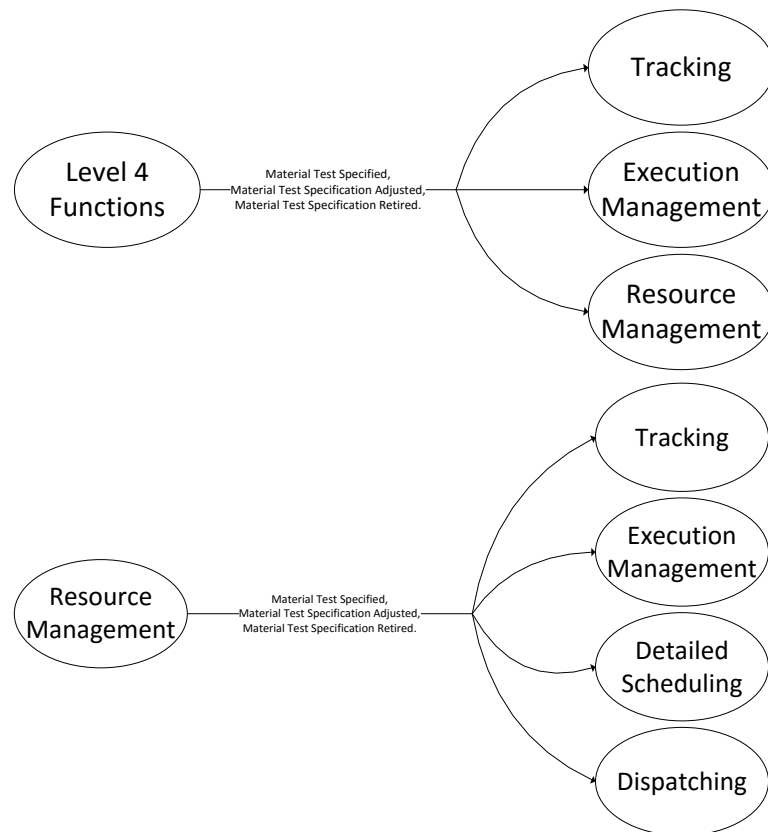 Tracking
Level 4
Functions
Material Test Specified,
Material Test Specification Adjusted,
Material Test Specification Retired.
Execution
Management
Resource
Management
Tracking
Execution
Management
Resource
Management
Material Test Specified,
Material Test Specification Adjusted,
Material Test Specification Retired.
Detailed
Scheduling
Dispatching